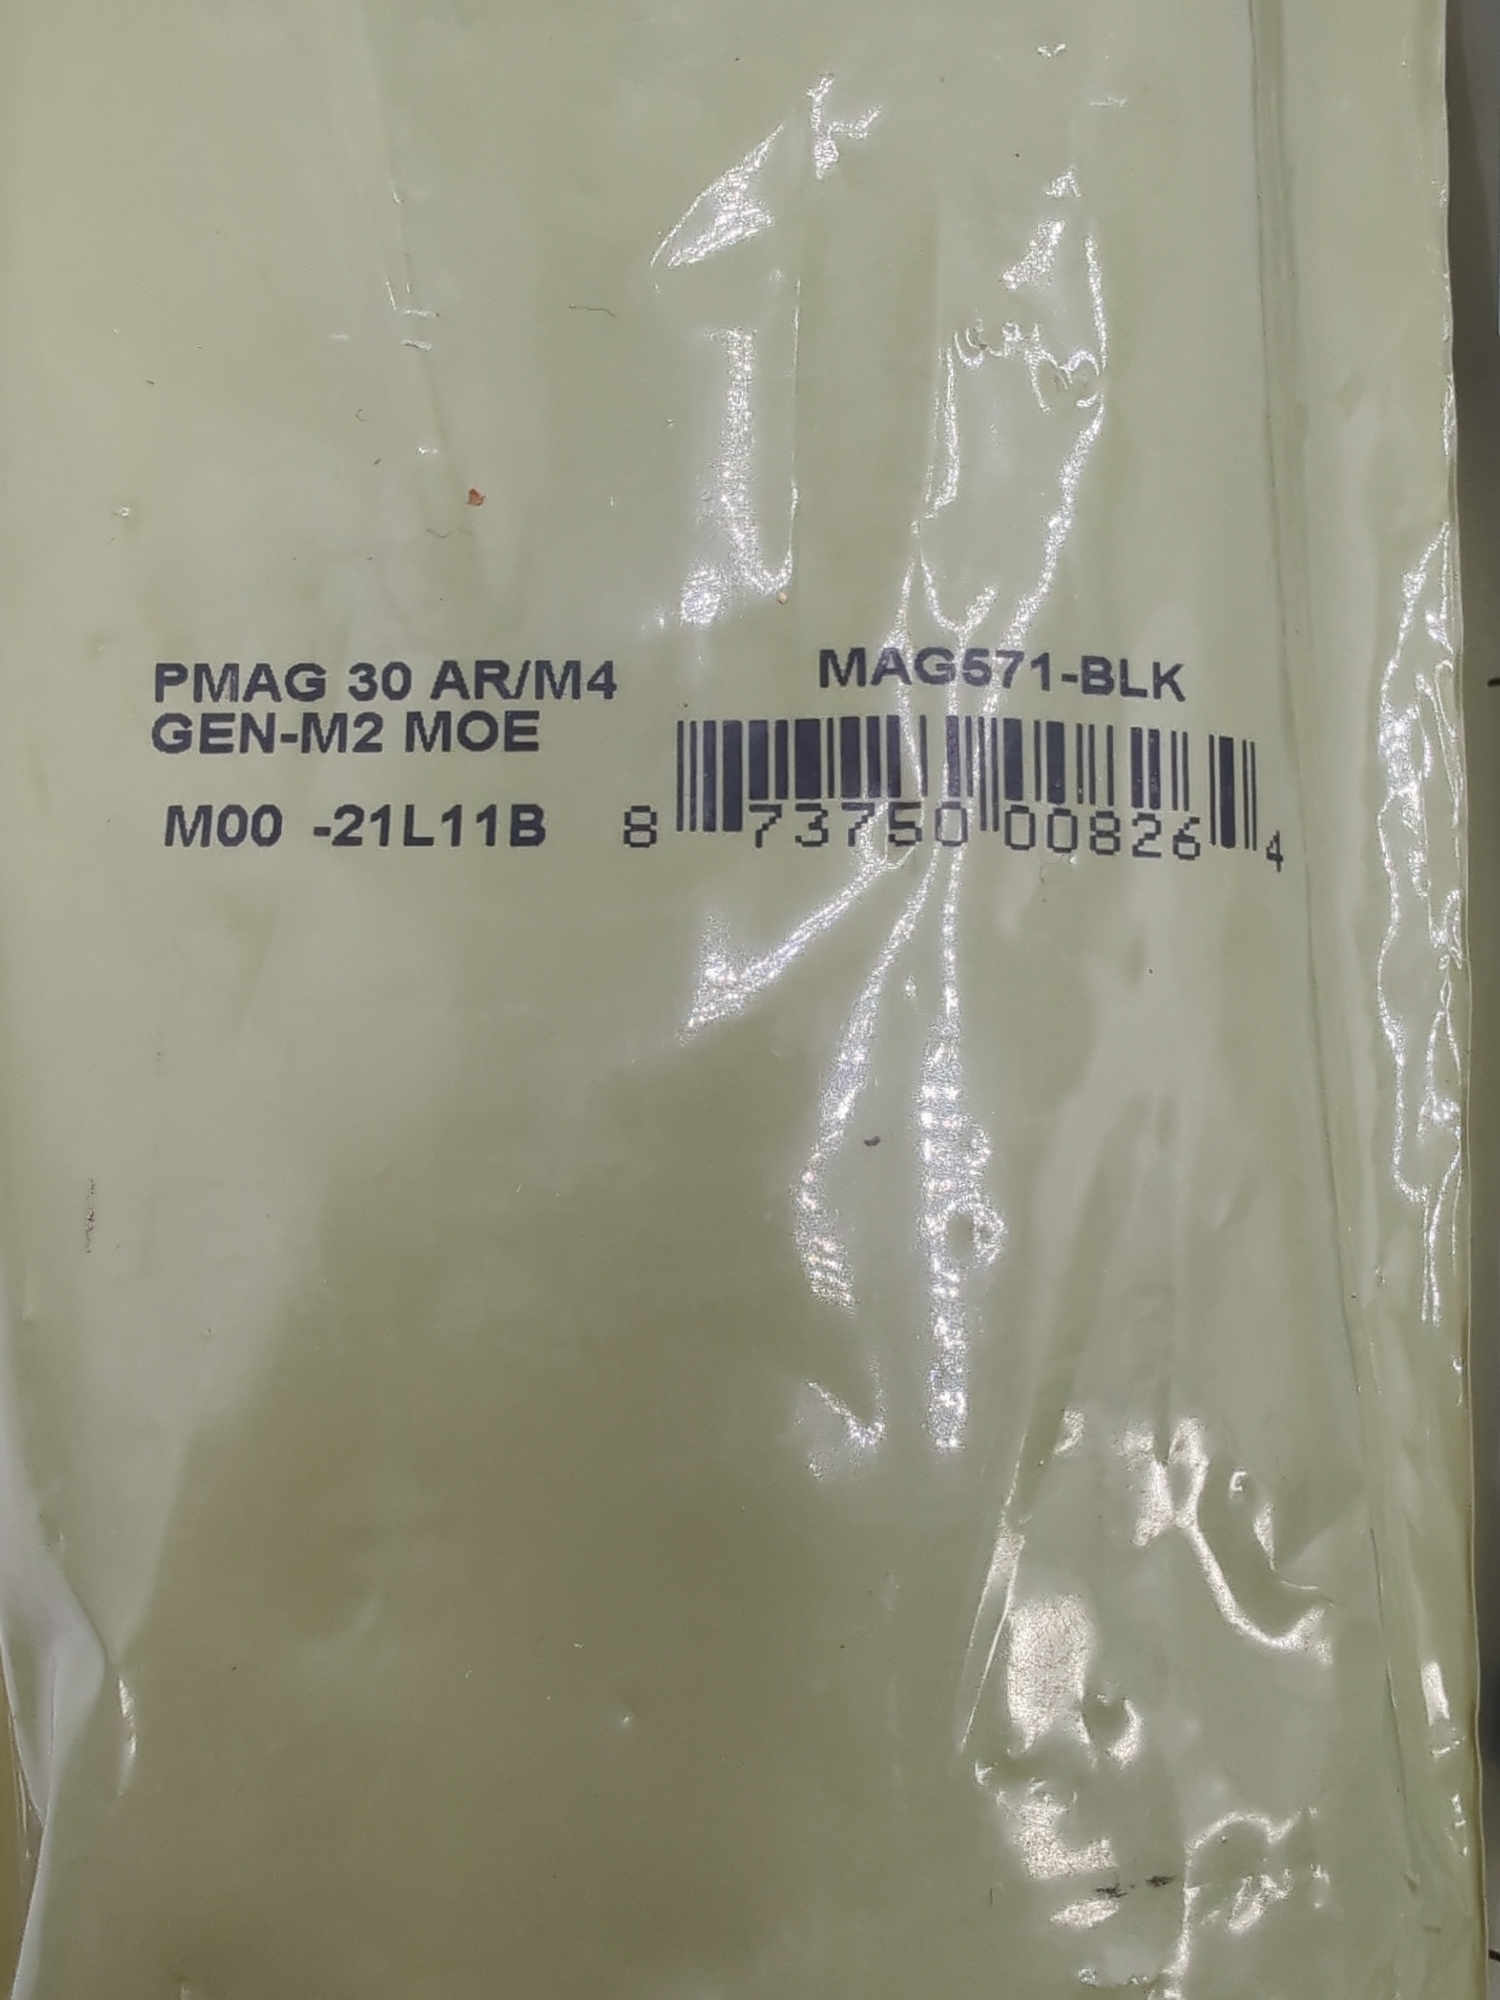 PMAG 30 AR/M4
GEN-M2 MOE
M00 -21L11B
MAG571-BLK
8 73750 00826 4